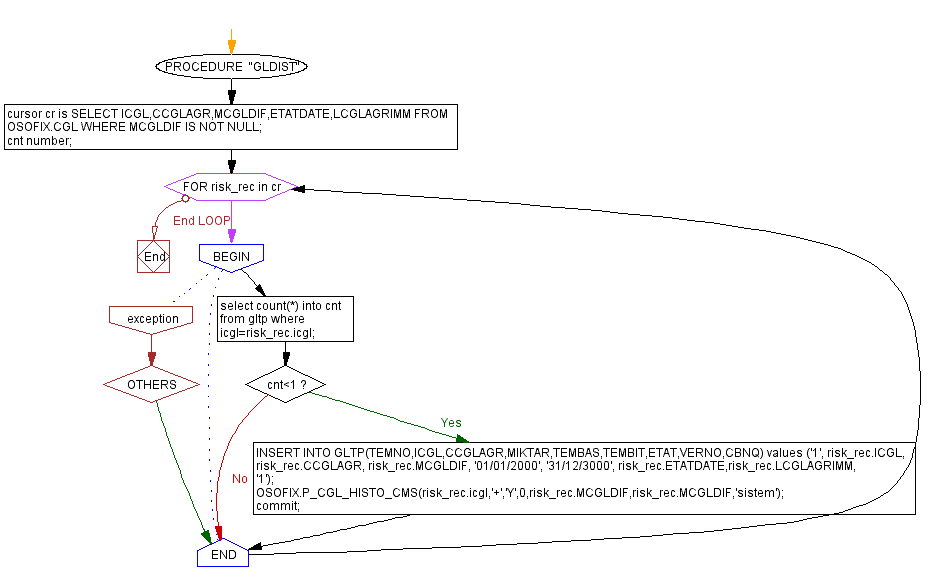 PROCEDURE "GLDIST"
cursor cr is SELECT ICGL,CCGLAGR,MCGLDIF,ETATDATE,LCGLAGRIMM FROM
OSOFIX.CGL WHERE MCGLDIF IS NOT NULL;
cnt number;
FOR risk_rec in cr
End LOOP
End
BEGIN
exception
select count(*) into cnt
from gltp where
icgl=risk_rec.icgl;
OTHERS
cnt<1 ?
Yes
No
INSERT INTO GLTP(TEMNO,ICGL,CCGLAGR,MIKTAR,TEMBAS,TEMBIT,ETAT,VERNO,CBNQ) values ('1', risk_rec.ICGL,
risk_rec.CCGLAGR, risk_rec.MCGLDIF, '01/01/2000', '31/12/3000', risk_rec.ETATDATE,risk_rec.LCGLAGRIMM,
'1');
OSOFIX.P_CGL_HISTO_CMS(risk_rec.icgl,'+','Y',0,risk_rec.MCGLDIF,risk_rec.MCGLDIF,'sistem');
commit;
END